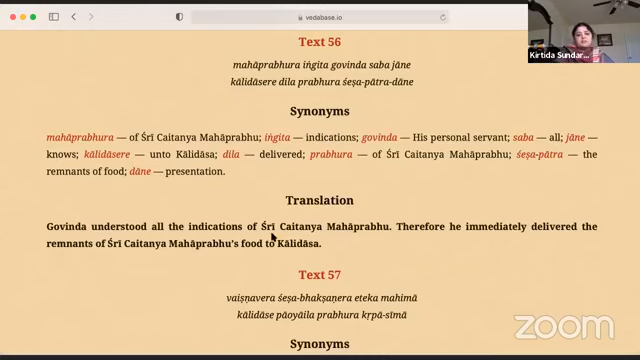 vedabase.io
Text 56
mahāprabhura iṅgita govinda saba jāne
kālidāsere dila prabhura śeṣa-pātra-dāne
Synonyms
mahāprabhura — of Śrī Caitanya Mahāprabhu; iṅgita — indications; govinda — His personal servant; saba — all; jāne —
knows; kālidāsere — unto Kālidāsa; dila — delivered; prabhura — of Śrī Caitanya Mahāprabhu; śeṣa-pātra — the
remnants of food; dāne — presentation.
Translation
Govinda understood all the indications of Śrī Caitanya Mahāprabhu. Therefore he immediately delivered the
remnants of Śrī Caitanya Mahāprabhu's food to Kālidāsa.
Text 57
vaiṣṇavera śeṣa-bhakṣaṇera eteka mahimā
kālidāse pāoyāila prabhura kṛpā-sīmā
Synonyms
Kirtida Sundar...
zoom